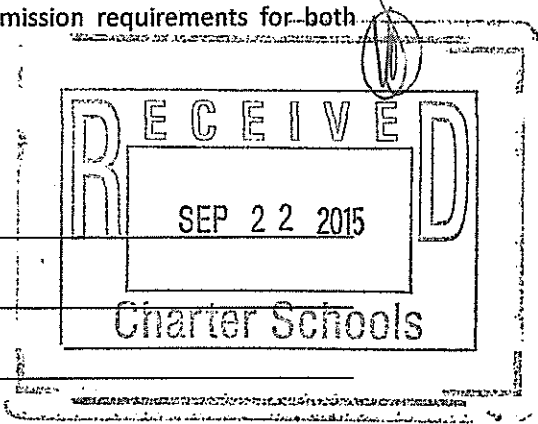 mission requirements for both
RECEIVED
SEP 22 2015
Charter Schools